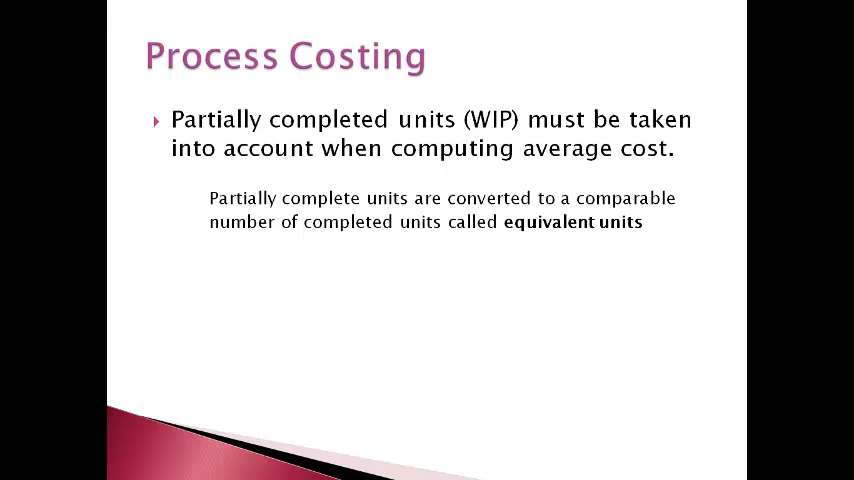 Process Costing
Partially completed units (WIP) must be taken
into account when computing average cost.
Partially complete units are converted to a comparable
number of completed units called equivalent units